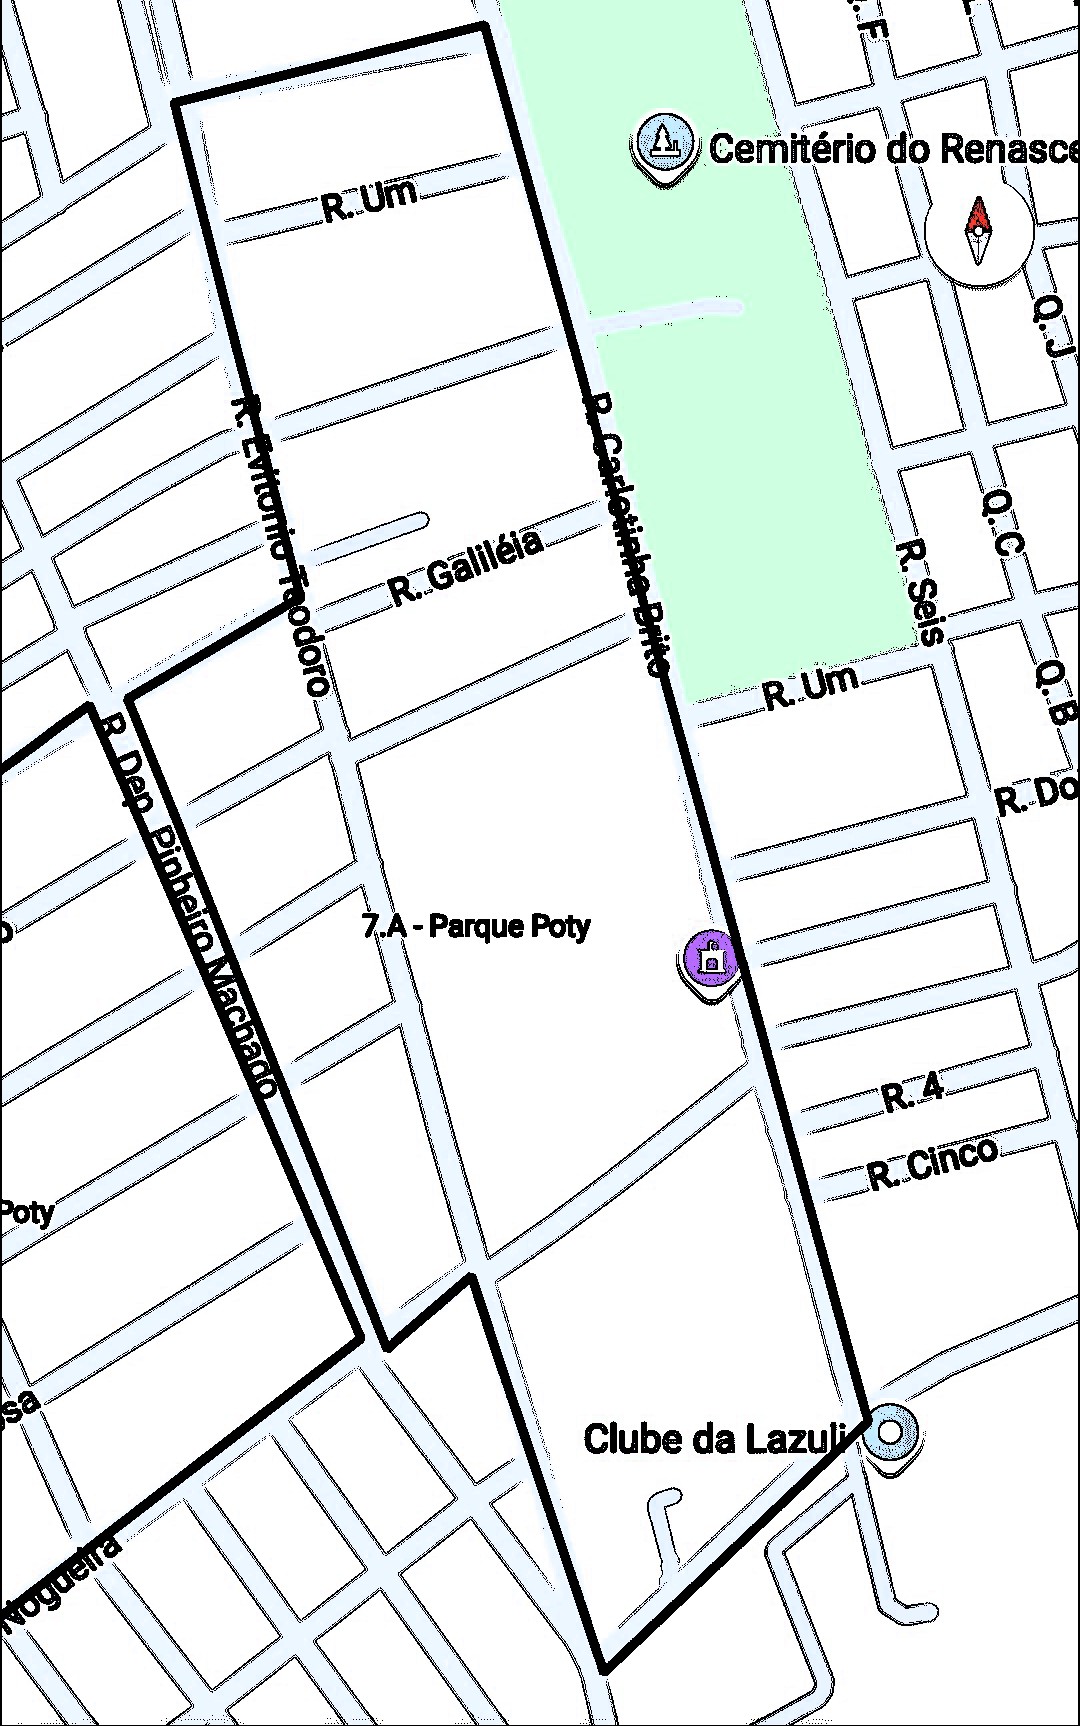 R. F
Cemitério do Renasce
R. Um
Q. J
R. Evitonio Teodoro
R. Carlotinha Brito
Q. C
R. Galiléia
R. Seis
R. Um
Q. B
R. Do
R. Dep. Pinheiro Machado
7.A - Parque Poty
R. 4
R. Cinco
Poty
osa
Clube da Lazuli
Nogueira